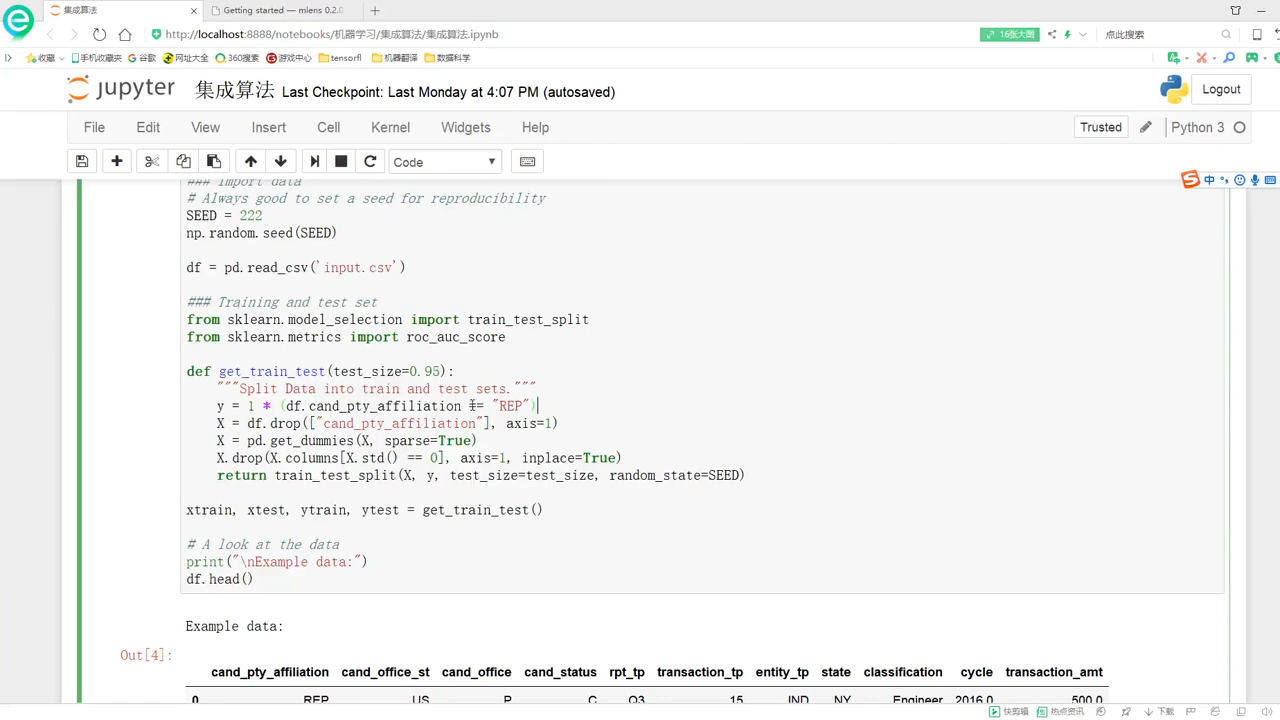 集成算法
Getting started — mlens 0.2.0
http://localhost:8888/notebooks/机器学习/集成算法/集成算法.ipynb
16张大图
点此搜索
收藏 手机收藏夹 谷歌 网址大全 360搜索 游戏中心 tensorfl 机器翻译 数据科学
jupyter 集成算法 Last Checkpoint: Last Monday at 4:07 PM (autosaved)
Logout
File Edit View Insert Cell Kernel Widgets Help
Trusted Python 3
Code
中
### Import data
# Always good to set a seed for reproducibility
SEED = 222
np.random.seed(SEED)
df = pd.read_csv('input.csv')
### Training and test set
from sklearn.model_selection import train_test_split
from sklearn.metrics import roc_auc_score
def get_train_test(test_size=0.95):
"""Split Data into train and test sets."""
y = 1 * (df.cand_pty_affiliation == "REP")
X = df.drop(["cand_pty_affiliation"], axis=1)
X = pd.get_dummies(X, sparse=True)
X.drop(X.columns[X.std() == 0], axis=1, inplace=True)
return train_test_split(X, y, test_size=test_size, random_state=SEED)
xtrain, xtest, ytrain, ytest = get_train_test()
# A look at the data
print("\nExample data:")
df.head()
Example data:
Out[4]:
cand_pty_affiliation cand_office_st cand_office cand_status rpt_tp transaction_tp entity_tp state classification cycle transaction_amt
0 REP US P C Q3 15 IND NY Engineer 2016.0 500.0
快剪辑 热点资讯 下载